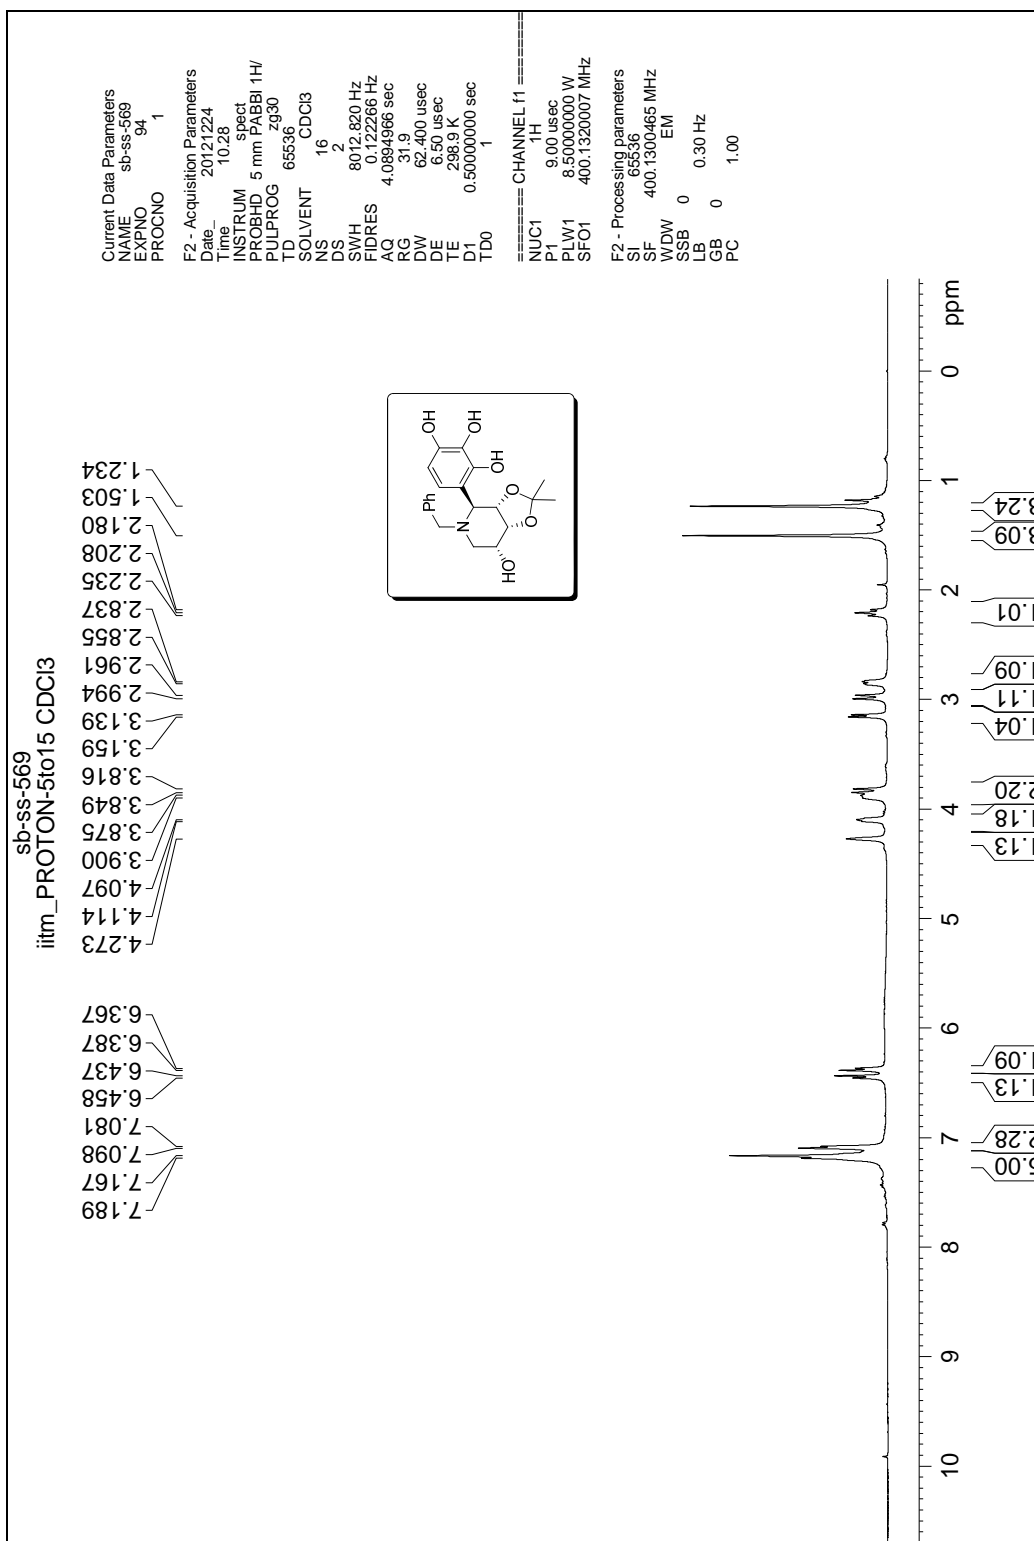 sb-ss-569
iitm_PROTON-5to15 CDCl3
Current Data Parameters
NAME sb-ss-569
EXPNO 94
PROCNO 1
F2 - Acquisition Parameters
Date_ 20121224
Time 10.28
INSTRUM spect
PROBHD 5 mm PABBI 1H/
PULPROG zg30
TD 65536
SOLVENT CDCl3
NS 16
DS 2
SWH 8012.820 Hz
FIDRES 0.122266 Hz
AQ 4.0894966 sec
RG 31.9
DW 62.400 usec
DE 6.50 usec
TE 298.9 K
D1 0.50000000 sec
TD0 1
======== CHANNEL f1 ========
NUC1 1H
P1 9.00 usec
PLW1 8.50000000 W
SFO1 400.1320007 MHz
F2 - Processing parameters
SI 65536
SF 400.1300465 MHz
WDW EM
SSB 0
LB 0.30 Hz
GB 0
PC 1.00
7.189
7.167
7.098
7.081
6.458
6.437
6.387
6.367
4.273
4.114
4.097
3.900
3.875
3.849
3.816
3.159
3.139
2.994
2.961
2.855
2.837
2.235
2.208
2.180
1.503
1.234
HO
N
Ph
O
O
OH
OH
OH
10
9
8
7
6
5
4
3
2
1
0
ppm